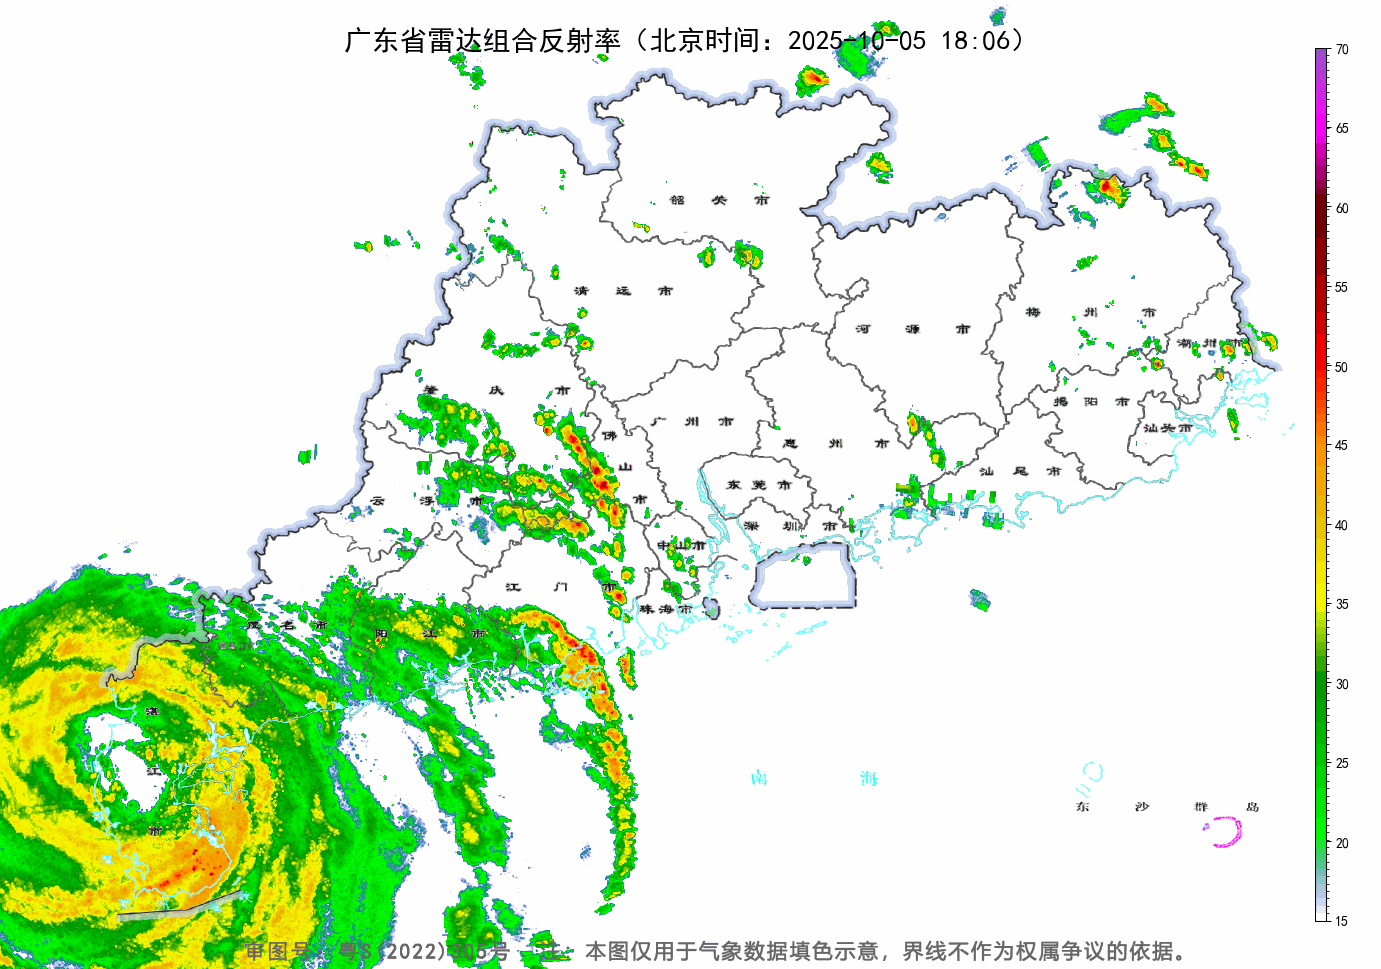 广东省雷达组合反射率（北京时间：2025-10-05 18:06）
70
65
60
55
50
45
40
35
30
25
20
15
韶关市
清远市
河源市
梅州市
潮州市
肇庆市
广州市
揭阳市
汕头市
佛山市
惠州市
汕尾市
云浮市
东莞市
深圳市
中山市
江门市
珠海市
茂名市
阳江市
湛江市
南海
东沙群岛
审图号：粤S(2022)305号 注：本图仅用于气象数据填色示意，界线不作为权属争议的依据。